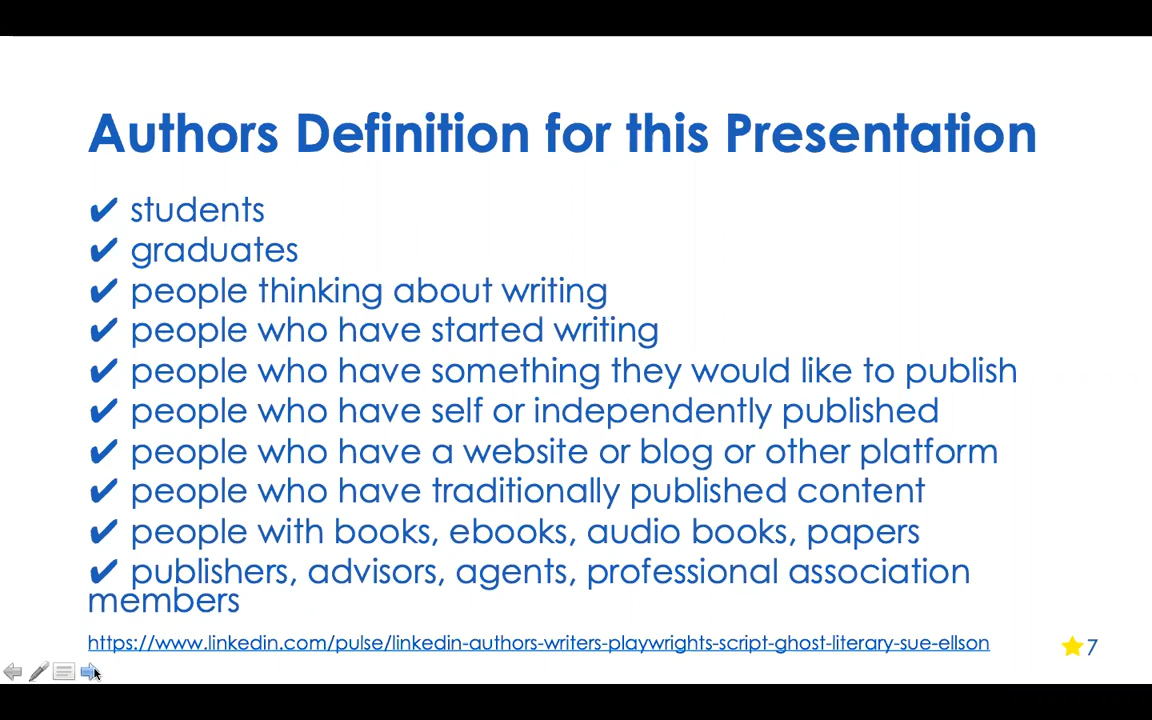 Authors Definition for this Presentation
✔ students
✔ graduates
✔ people thinking about writing
✔ people who have started writing
✔ people who have something they would like to publish
✔ people who have self or independently published
✔ people who have a website or blog or other platform
✔ people who have traditionally published content
✔ people with books, ebooks, audio books, papers
✔ publishers, advisors, agents, professional association
members
https://www.linkedin.com/pulse/linkedin-authors-writers-playwrights-script-ghost-literary-sue-ellson
7